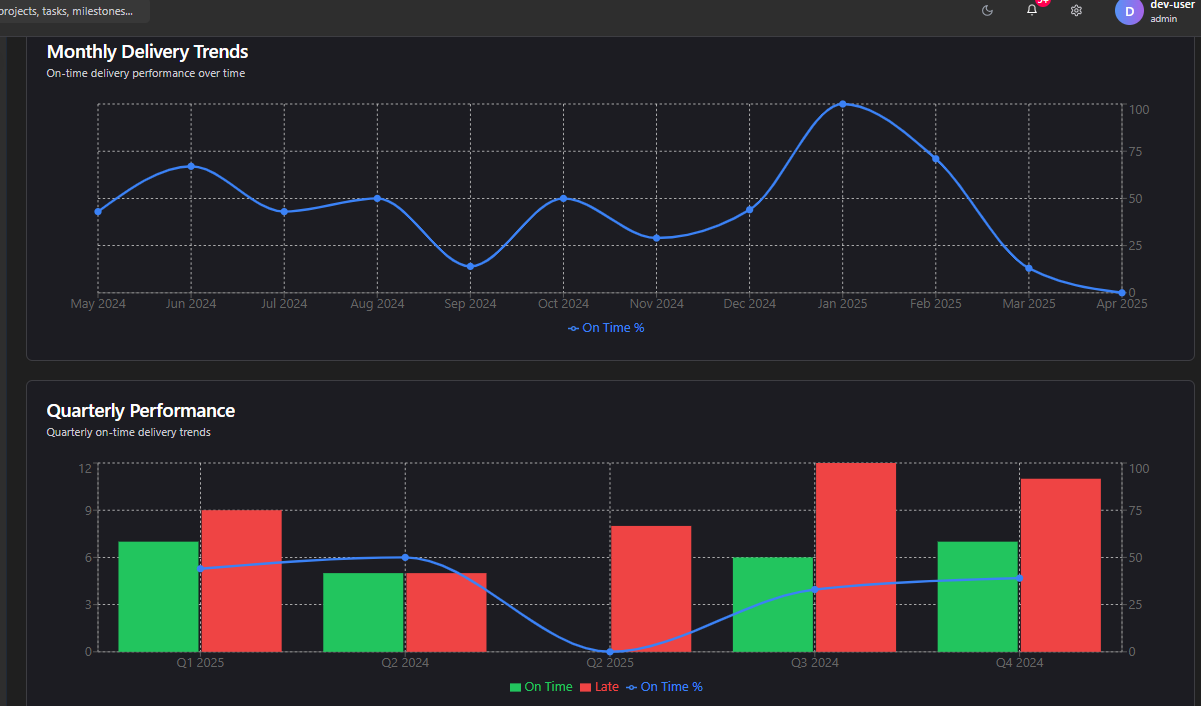 projects, tasks, milestones...
dev-user
D
admin
Monthly Delivery Trends
On-time delivery performance over time
100
75
50
25
0
May 2024 Jun 2024 Jul 2024 Aug 2024 Sep 2024 Oct 2024 Nov 2024 Dec 2024 Jan 2025 Feb 2025 Mar 2025 Apr 2025
On Time %
Quarterly Performance
Quarterly on-time delivery trends
12 100
9 75
6 50
3 25
0 0
Q1 2025 Q2 2024 Q2 2025 Q3 2024 Q4 2024
On Time Late On Time %